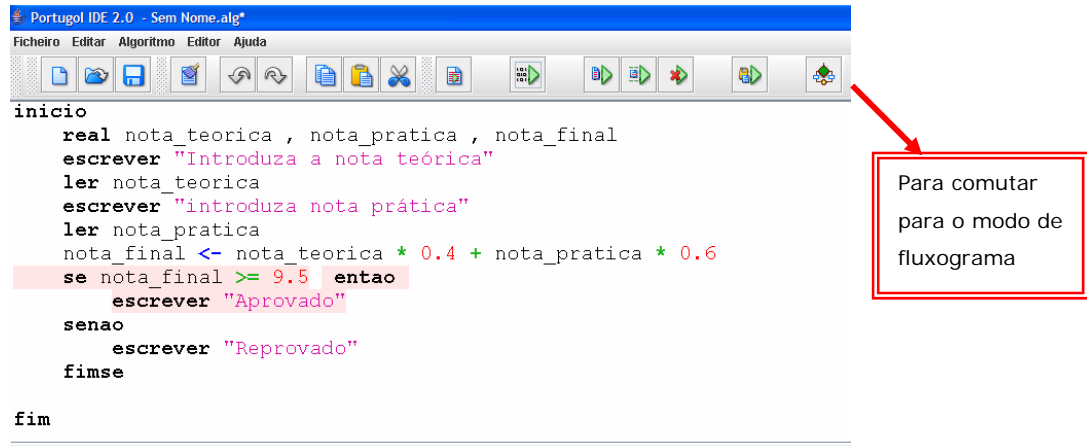 Portugol IDE 2.0 - Sem Nome.alg*
Ficheiro Editar Algoritmo Editor Ajuda
inicio
real nota_teorica , nota_pratica , nota_final
escrever "Introduza a nota teórica"
ler nota_teorica
escrever "introduza nota prática"
ler nota_pratica
nota_final <- nota_teorica * 0.4 + nota_pratica * 0.6
se nota_final >= 9.5 entao
escrever "Aprovado"
senao
escrever "Reprovado"
fimse
fim
Para comutar
para o modo de
fluxograma